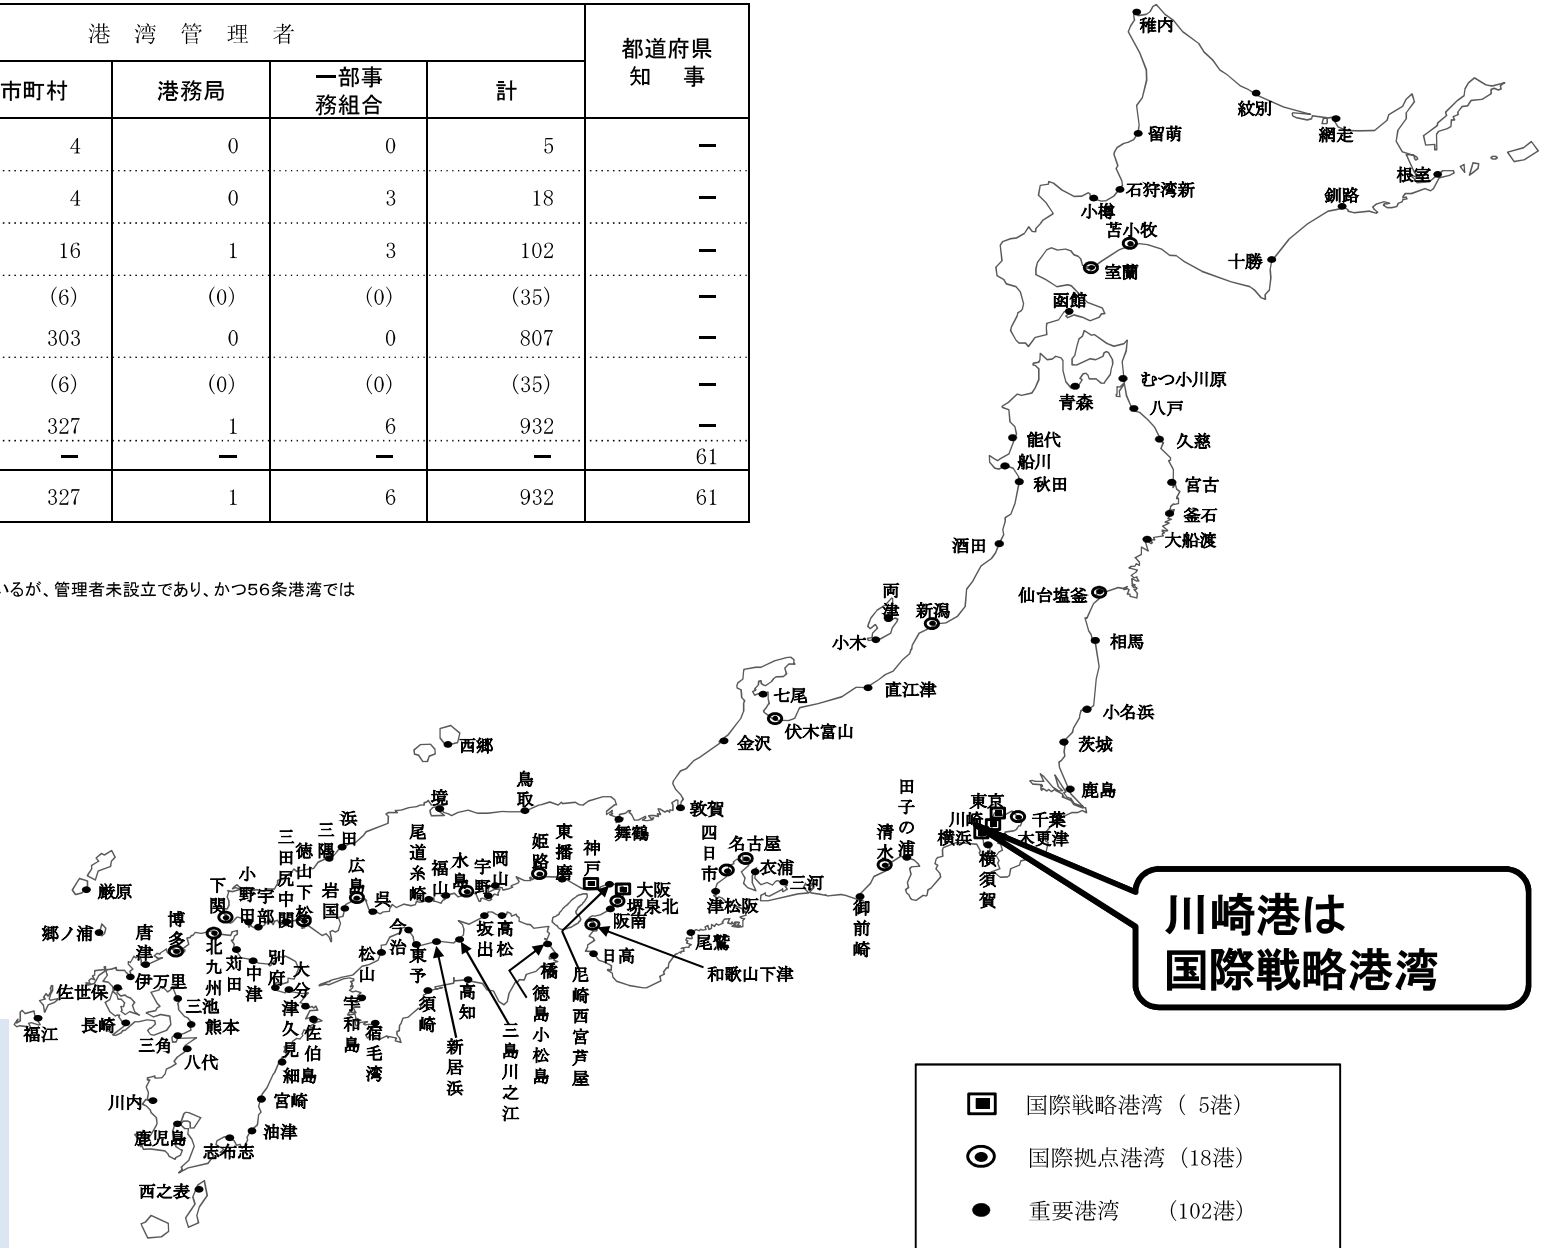 港湾管理者
都道府県
知　事
市町村　港務局　一部事務組合　計
4　0　0　5　ー
4　0　3　18　ー
16　1　3　102　ー
(6)　(0)　(0)　(35)　ー
303　0　0　807　ー
(6)　(0)　(0)　(35)　ー
327　1　6　932　ー
ー　ー　ー　ー　61
327　1　6　932　61
いるが、管理者未設立であり、かつ56条港湾では
稚内
紋別
網走
留萌
根室
石狩湾新
釧路
小樽
苫小牧
十勝
室蘭
函館
むつ小川原
青森
八戸
能代
久慈
船川
秋田
宮古
釜石
大船渡
酒田
両津
仙台塩釜
新潟
小木
相馬
七尾
直江津
小名浜
伏木富山
金沢
茨城
西郷
鳥取
田子の浦
鹿島
境
東京
敦賀
浜田
川崎
千葉
舞鶴
三隅
尾道糸崎
東播磨
四日市
清水
横浜
木更津
三田尻中関
姫路
神戸
名古屋
徳山下松
広島
福山
水島
宇野
岡山
衣浦
横須賀
厳原
下関
小野田
宇部
岩国
呉
大阪
三河
堺泉北
津松阪
御前崎
阪南
川崎港は
国際戦略港湾
郷ノ浦
唐津
博多
北九州
今治
坂出
高松
尾鷲
苅田
中津
別府
大分
松山
東予
橘
日高
和歌山下津
伊万里
佐世保
高知
徳島小松島
尼崎西宮芦屋
三池
津久見
宇和島
須崎
福江
長崎
熊本
佐伯
宿毛湾
新居浜
三島川之江
三角
八代
細島
川内
宮崎
鹿児島
油津
志布志
西之表
国際戦略港湾（ 5港）
国際拠点港湾（18港）
重要港湾　（102港）